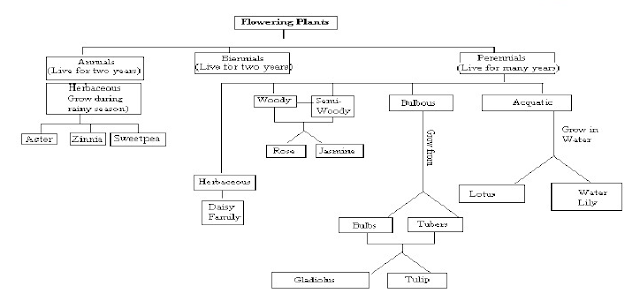 Flowering Plants
Annuals
(Live for two years)
Biennials
(Live for two years)
Perennials
(Live for many years)
Herbaceous
Grow during
rainy season)
Aster
Zinnia
Sweetpea
Woody
Semi-
Woody
Bulbous
Acquatic
Grow from
Grow in
Water
Rose
Jasmine
Herbaceous
Daisy
Family
Lotus
Water
Lily
Bulbs
Tubers
Gladiolus
Tulip